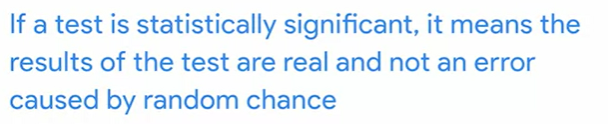 If a test is statistically significant, it means the
results of the test are real and not an error
caused by random chance